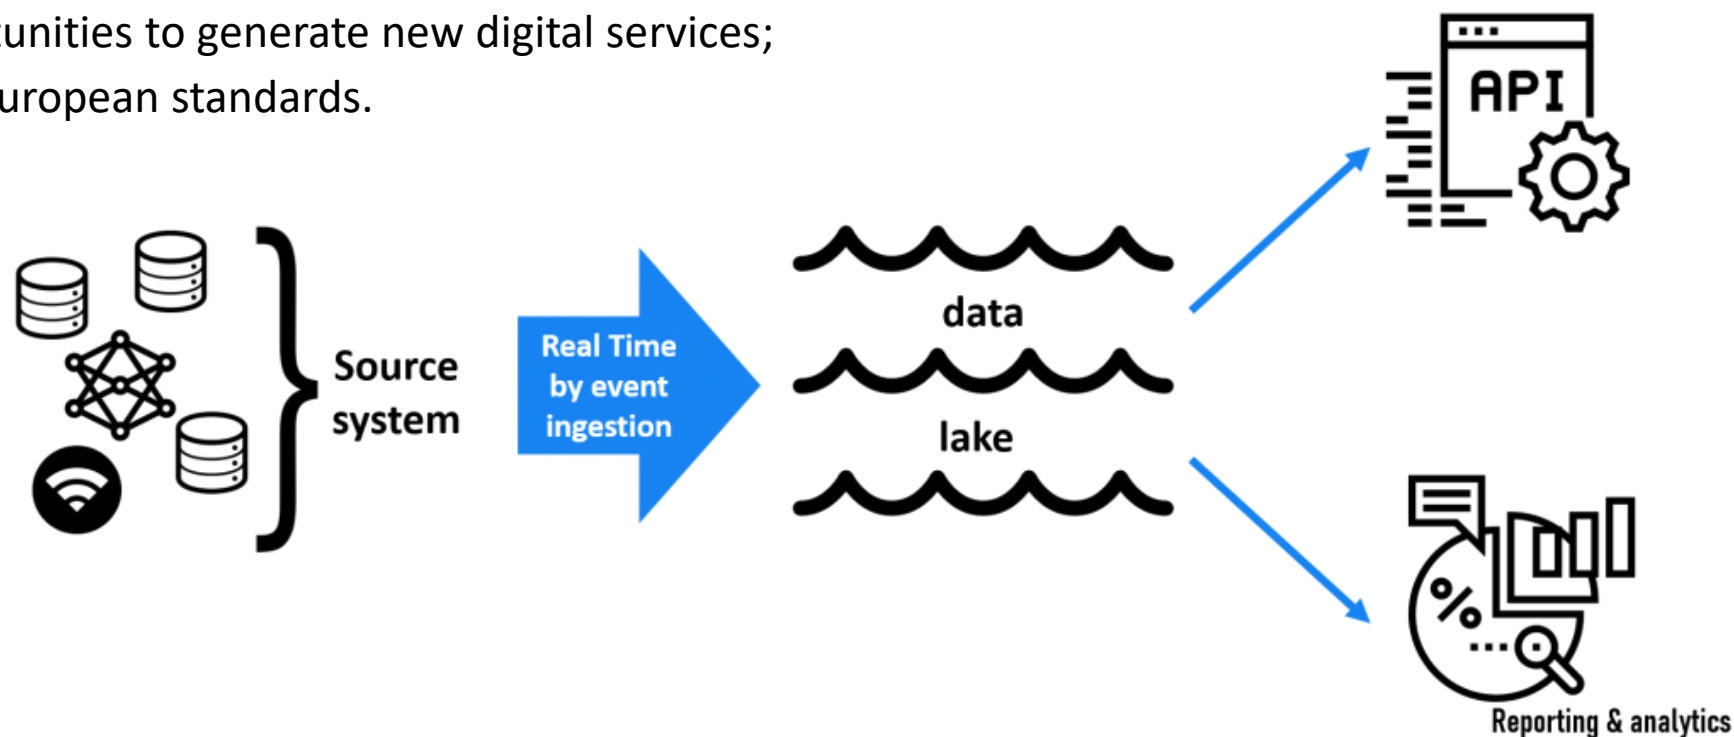 tunities to generate new digital services;
uropean standards.
API
Source
system
Real Time
by event
ingestion
data
lake
%
Reporting & analytics